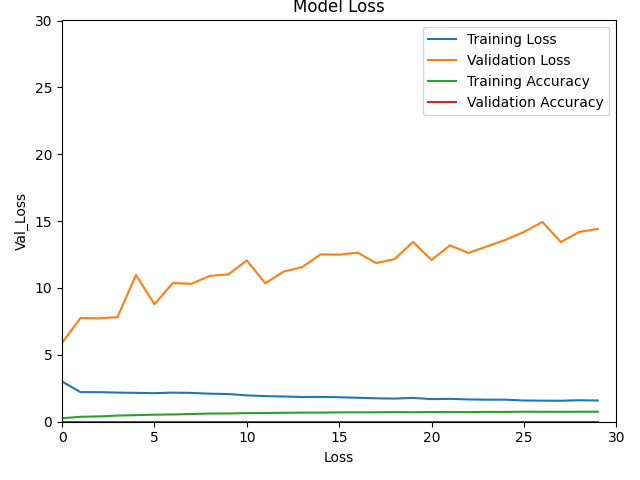 Model Loss
30
25
20
15
10
5
0
Val_Loss
Training Loss
Validation Loss
Training Accuracy
Validation Accuracy
0 5 10 15 20 25 30
Loss